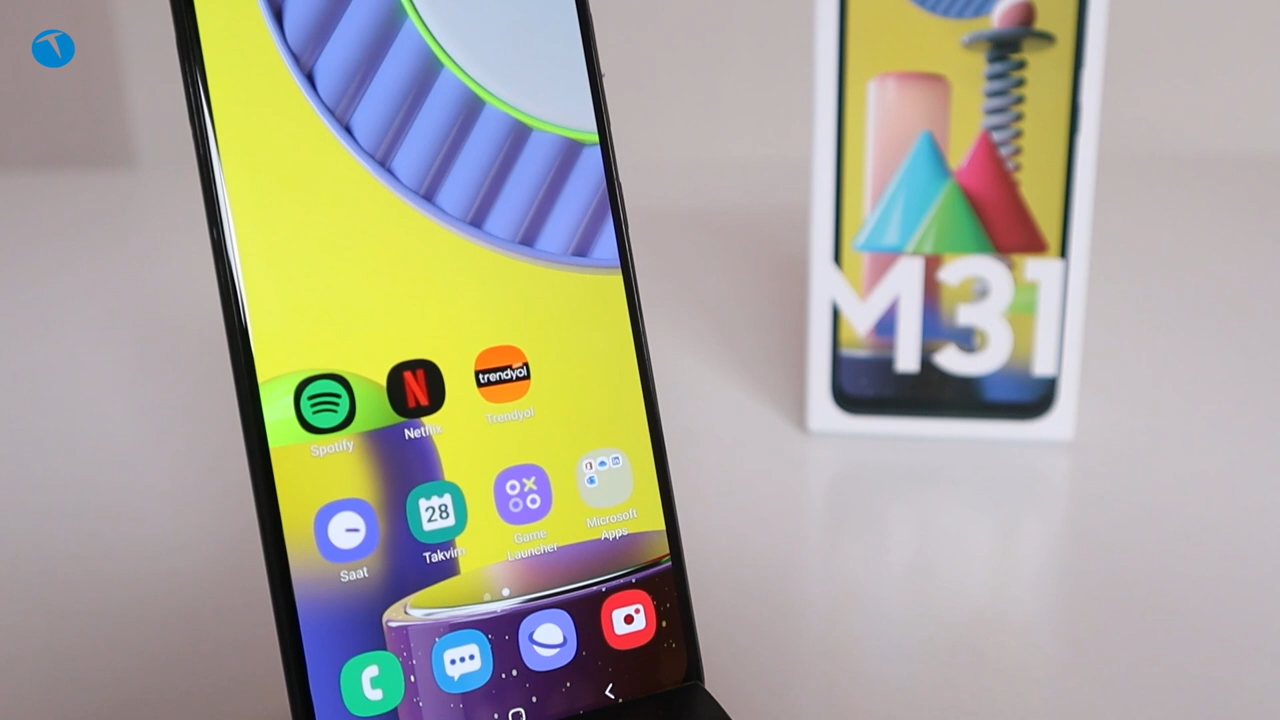 M31
trendyol
Spotify
Netflix
Trendyol
28
Saat
Takvim
Game
Launcher
Microsoft
Apps